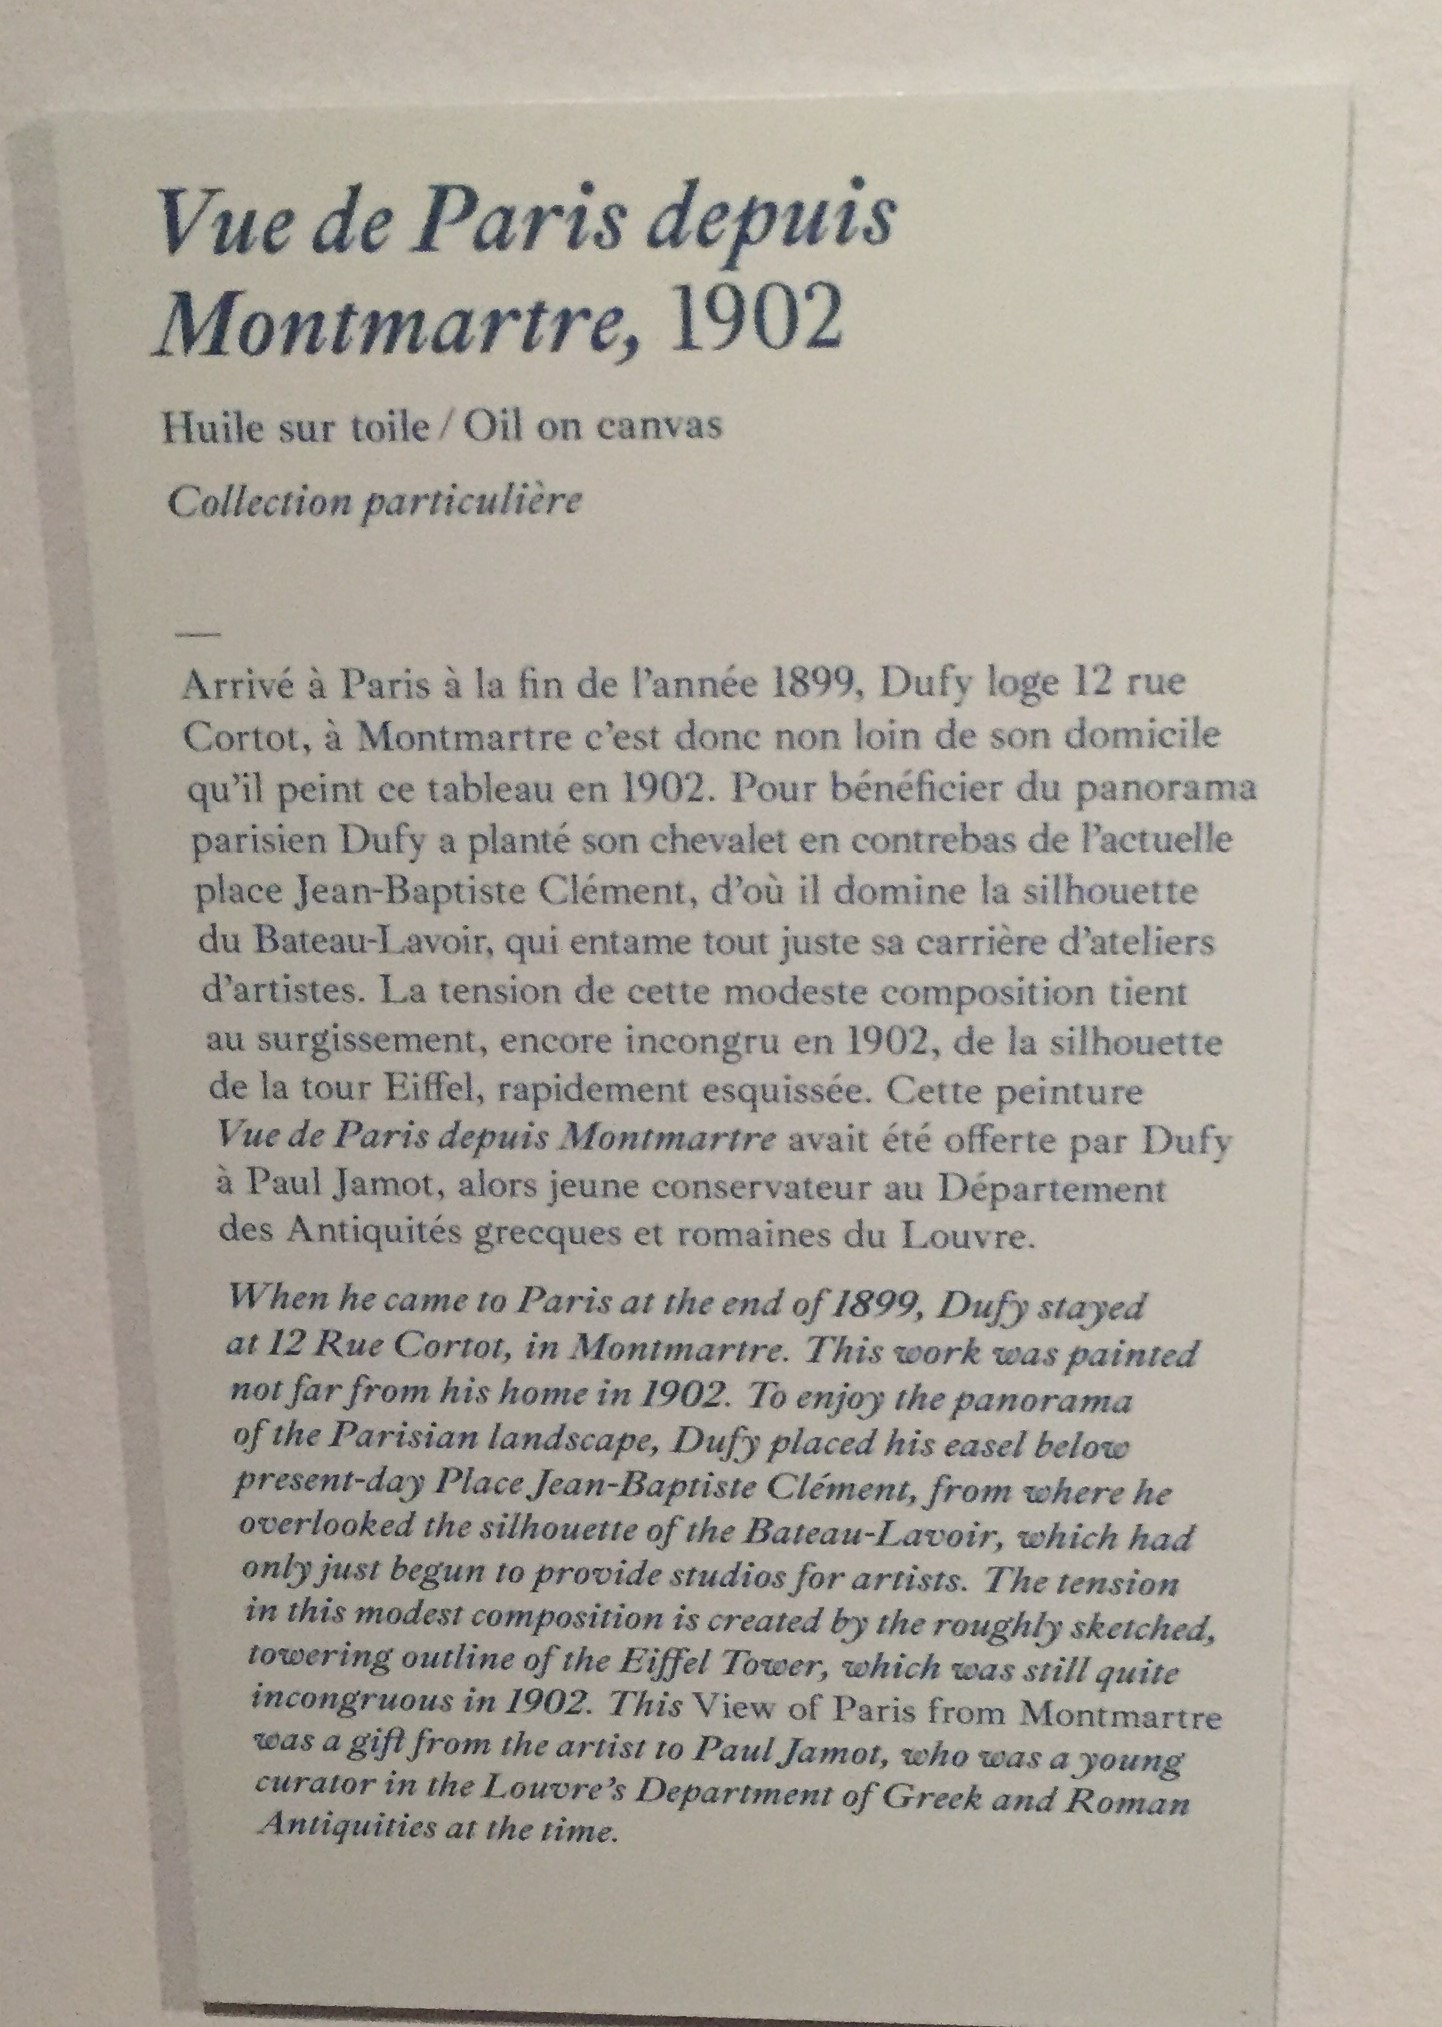 Vue de Paris depuis
Montmartre, 1902
Huile sur toile / Oil on canvas
Collection particulière
—
Arrivé à Paris à la fin de l'année 1899, Dufy loge 12 rue
Cortot, à Montmartre c'est donc non loin de son domicile
qu'il peint ce tableau en 1902. Pour bénéficier du panorama
parisien Dufy a planté son chevalet en contrebas de l'actuelle
place Jean-Baptiste Clément, d'où il domine la silhouette
du Bateau-Lavoir, qui entame tout juste sa carrière d'ateliers
d'artistes. La tension de cette modeste composition tient
au surgissement, encore incongru en 1902, de la silhouette
de la tour Eiffel, rapidement esquissée. Cette peinture
Vue de Paris depuis Montmartre avait été offerte par Dufy
à Paul Jamot, alors jeune conservateur au Département
des Antiquités grecques et romaines du Louvre.
When he came to Paris at the end of 1899, Dufy stayed
at 12 Rue Cortot, in Montmartre. This work was painted
not far from his home in 1902. To enjoy the panorama
of the Parisian landscape, Dufy placed his easel below
present-day Place Jean-Baptiste Clément, from where he
overlooked the silhouette of the Bateau-Lavoir, which had
only just begun to provide studios for artists. The tension
in this modest composition is created by the roughly sketched,
towering outline of the Eiffel Tower, which was still quite
incongruous in 1902. This View of Paris from Montmartre
was a gift from the artist to Paul Jamot, who was a young
curator in the Louvre's Department of Greek and Roman
Antiquities at the time.